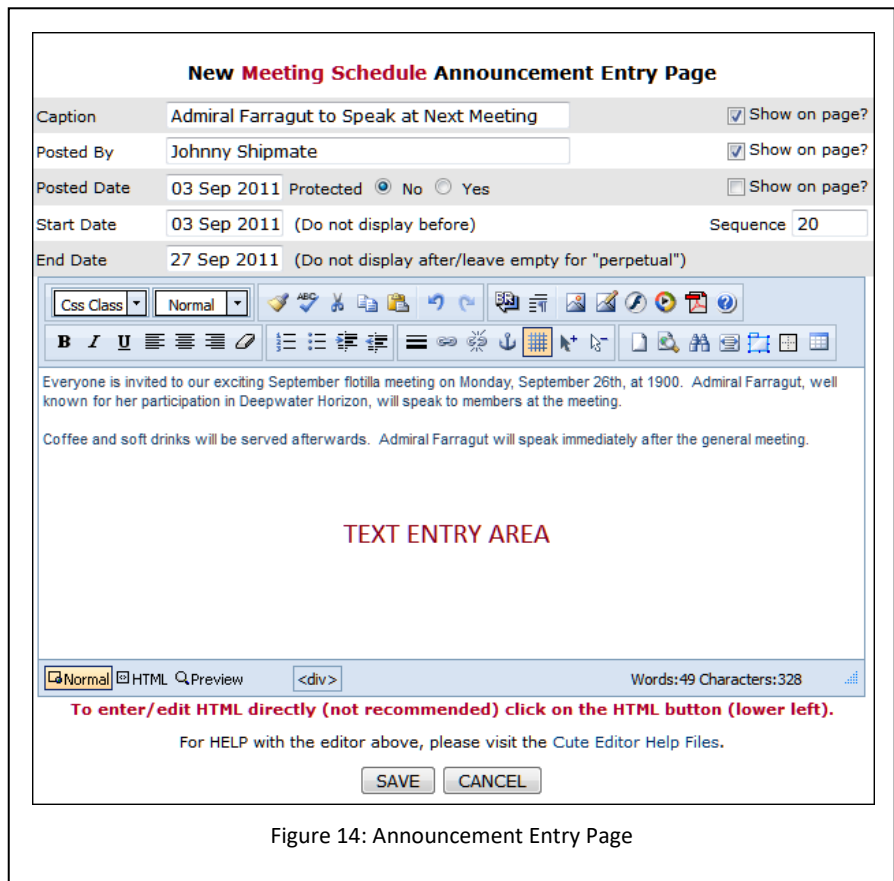 New Meeting Schedule Announcement Entry Page
Caption Admiral Farragut to Speak at Next Meeting Show on page?
Posted By Johnny Shipmate Show on page?
Posted Date 03 Sep 2011 Protected No Yes Show on page?
Start Date 03 Sep 2011 (Do not display before) Sequence 20
End Date 27 Sep 2011 (Do not display after/leave empty for "perpetual")
Css Class Normal ABC
B I U
Everyone is invited to our exciting September flotilla meeting on Monday, September 26th, at 1900. Admiral Farragut, well
known for her participation in Deepwater Horizon, will speak to members at the meeting.
Coffee and soft drinks will be served afterwards. Admiral Farragut will speak immediately after the general meeting.
TEXT ENTRY AREA
Normal HTML Preview <div> Words:49 Characters:328
To enter/edit HTML directly (not recommended) click on the HTML button (lower left).
For HELP with the editor above, please visit the Cute Editor Help Files.
SAVE CANCEL
Figure 14: Announcement Entry Page